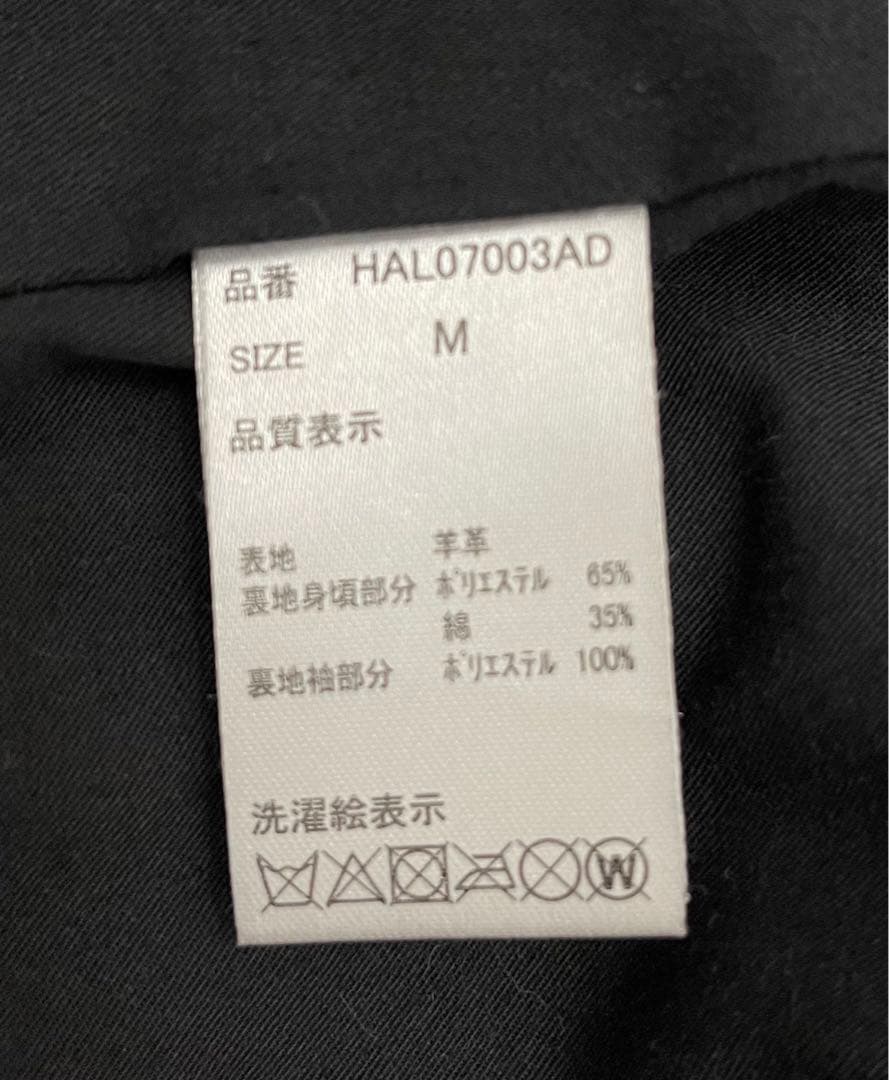 品番 HAL07003AD
SIZE M
品質表示
表地 羊革
裏地身頃部分 ポリエステル 65%
綿 35%
裏地袖部分 ポリエステル 100%
洗濯絵表示
W